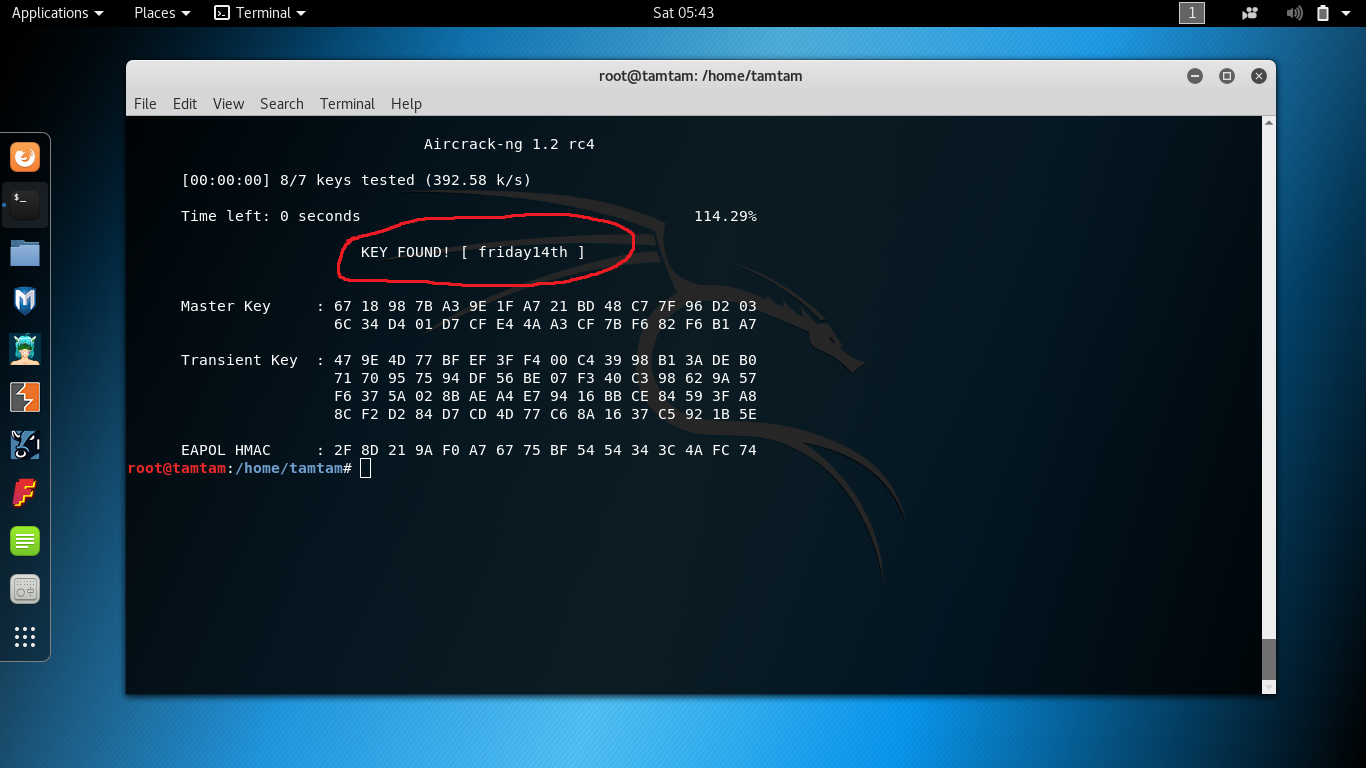 Applications Places Terminal Sat 05:43 1
root@tamtam: /home/tamtam
File Edit View Search Terminal Help
Aircrack-ng 1.2 rc4
[00:00:00] 8/7 keys tested (392.58 k/s)
Time left: 0 seconds 114.29%
KEY FOUND! [ friday14th ]
Master Key : 67 18 98 7B A3 9E 1F A7 21 BD 48 C7 7F 96 D2 03
6C 34 D4 01 D7 CF E4 4A A3 CF 7B F6 82 F6 B1 A7
Transient Key : 47 9E 4D 77 BF EF 3F F4 00 C4 39 98 B1 3A DE B0
71 70 95 75 94 DF 56 BE 07 F3 40 C3 98 62 9A 57
F6 37 5A 02 8B AE A4 E7 94 16 BB CE 84 59 3F A8
8C F2 D2 84 D7 CD 4D 77 C6 8A 16 37 C5 92 1B 5E
EAPOL HMAC : 2F 8D 21 9A F0 A7 67 75 BF 54 54 34 3C 4A FC 74
root@tamtam:/home/tamtam#